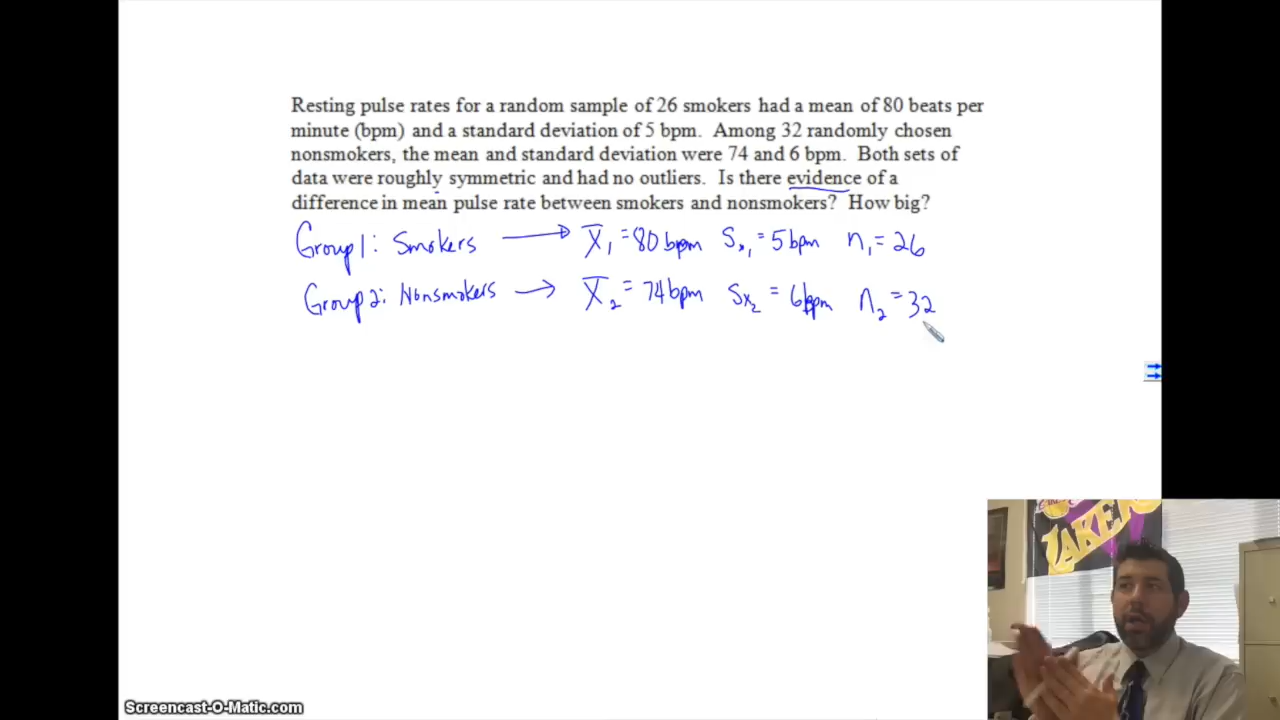 Resting pulse rates for a random sample of 26 smokers had a mean of 80 beats per
minute (bpm) and a standard deviation of 5 bpm. Among 32 randomly chosen
nonsmokers, the mean and standard deviation were 74 and 6 bpm. Both sets of
data were roughly symmetric and had no outliers. Is there evidence of a
difference in mean pulse rate between smokers and nonsmokers? How big?
Group 1: Smokers → x̄₁ = 80 bpm Sx₁ = 5 bpm n₁ = 26
Group 2: Nonsmokers → x̄₂ = 74 bpm Sx₂ = 6 bpm n₂ = 32
LAKERS
Screencast-O-Matic.com